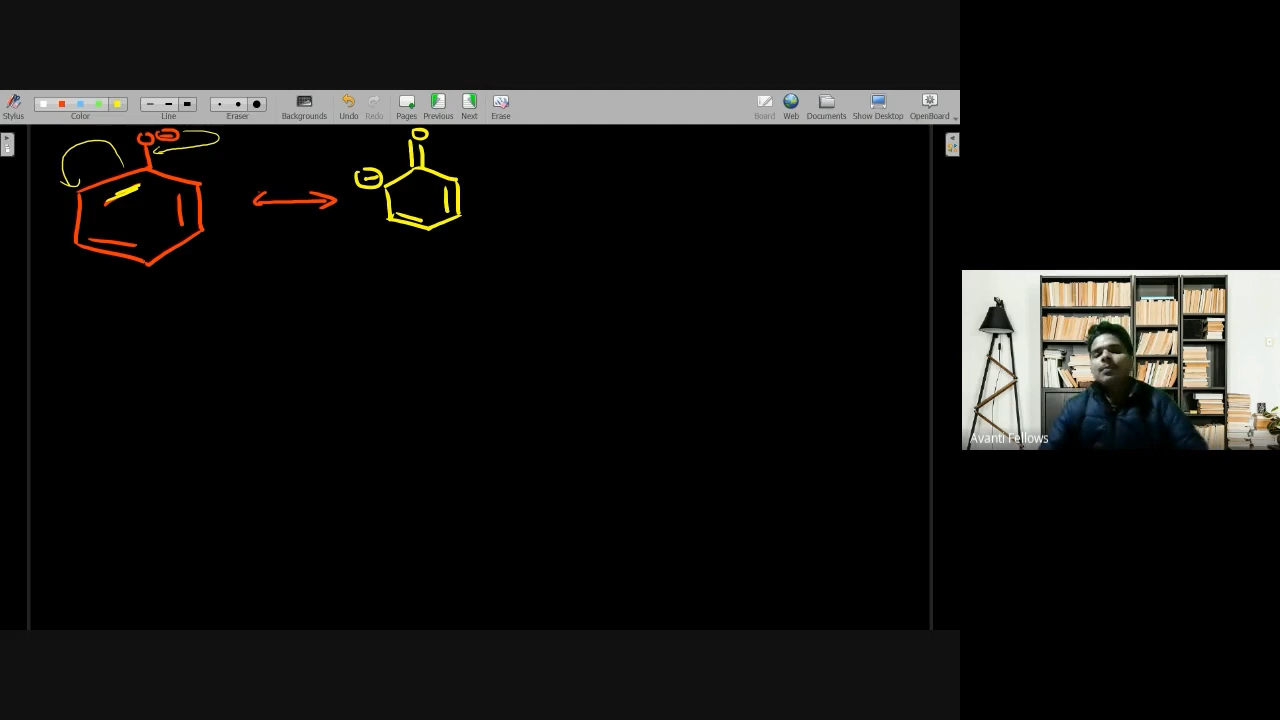 Stylus Color Line Eraser Backgrounds Undo Redo Pages Previous Next Erase Board Web Documents Show Desktop OpenBoard
O ⊖
O
⊖
Avanti Fellows